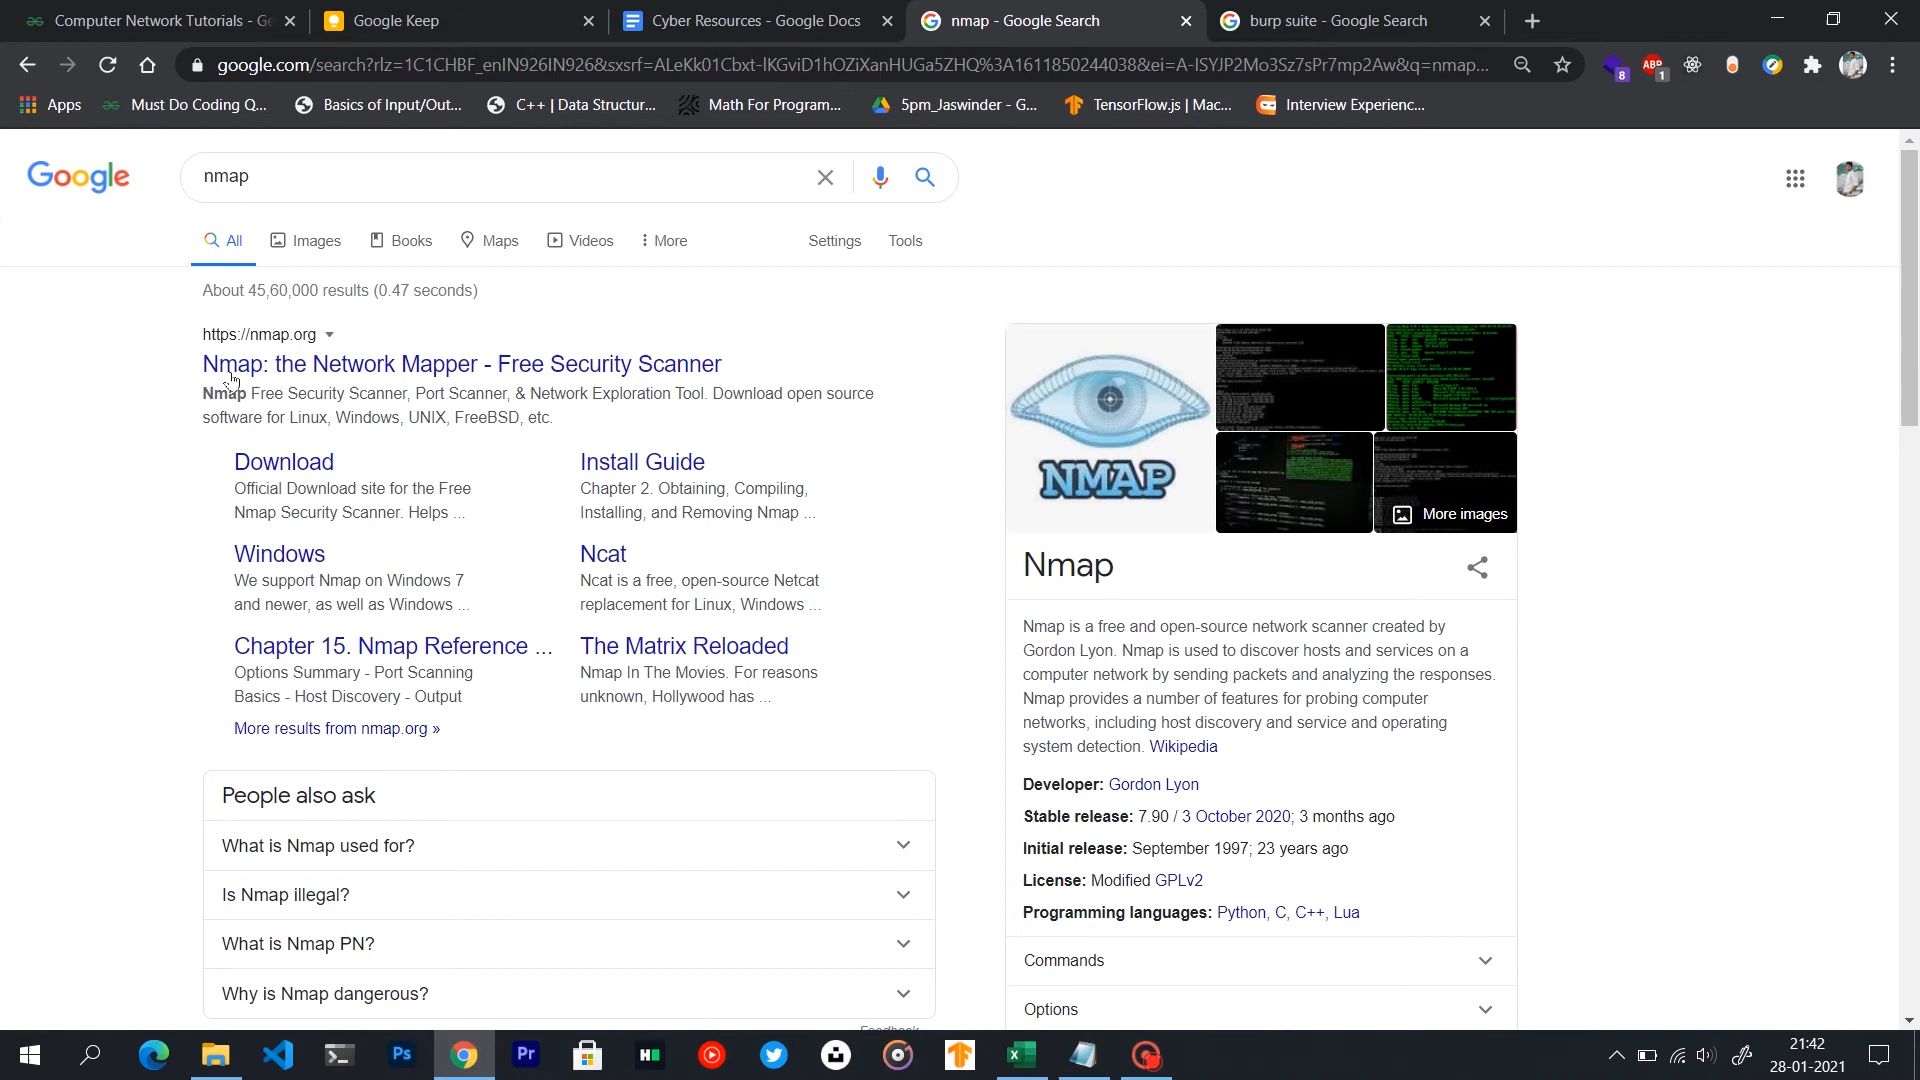 Computer Network Tutorials - Ge
Google Keep
Cyber Resources - Google Docs
nmap - Google Search
burp suite - Google Search
google.com/search?rlz=1C1CHBF_enIN926IN926&sxsrf=ALeKk01Cbxt-lKGviD1hOZiXanHUGa5ZHQ%3A1611850244038&ei=A-ISYJP2Mo3Sz7sPr7mp2Aw&q=nmap...
8
ABP
1
Apps
Must Do Coding Q...
Basics of Input/Out...
C++ | Data Structur...
Math For Program...
5pm_Jaswinder - G...
TensorFlow.js | Mac...
Interview Experienc...
Google
nmap
All
Images
Books
Maps
Videos
More
Settings
Tools
About 45,60,000 results (0.47 seconds)
https://nmap.org
Nmap: the Network Mapper - Free Security Scanner
Nmap Free Security Scanner, Port Scanner, & Network Exploration Tool. Download open source
software for Linux, Windows, UNIX, FreeBSD, etc.
Download
Official Download site for the Free
Nmap Security Scanner. Helps ...
Install Guide
Chapter 2. Obtaining, Compiling,
Installing, and Removing Nmap ...
Windows
We support Nmap on Windows 7
and newer, as well as Windows ...
Ncat
Ncat is a free, open-source Netcat
replacement for Linux, Windows ...
Chapter 15. Nmap Reference ...
Options Summary - Port Scanning
Basics - Host Discovery - Output
The Matrix Reloaded
Nmap In The Movies. For reasons
unknown, Hollywood has ...
More results from nmap.org »
People also ask
What is Nmap used for?
Is Nmap illegal?
What is Nmap PN?
Why is Nmap dangerous?
Feedback
NMAP
More images
Nmap
Nmap is a free and open-source network scanner created by
Gordon Lyon. Nmap is used to discover hosts and services on a
computer network by sending packets and analyzing the responses.
Nmap provides a number of features for probing computer
networks, including host discovery and service and operating
system detection. Wikipedia
Developer: Gordon Lyon
Stable release: 7.90 / 3 October 2020; 3 months ago
Initial release: September 1997; 23 years ago
License: Modified GPLv2
Programming languages: Python, C, C++, Lua
Commands
Options
Ps
Pr
H
21:42
28-01-2021